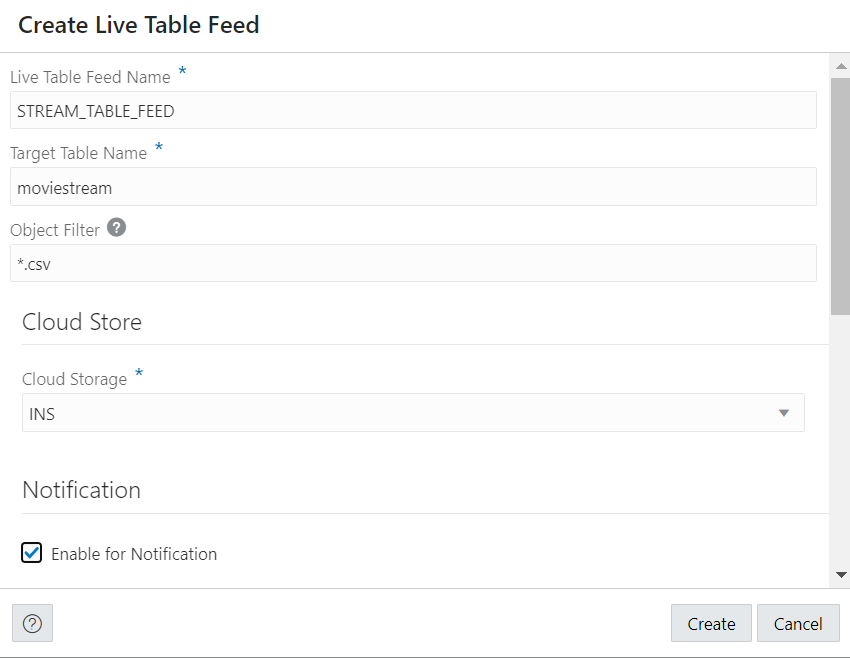 Create Live Table Feed
Live Table Feed Name *
STREAM_TABLE_FEED
Target Table Name *
moviestream
Object Filter ?
*.csv
Cloud Store
Cloud Storage *
INS
Notification
Enable for Notification
? Create Cancel